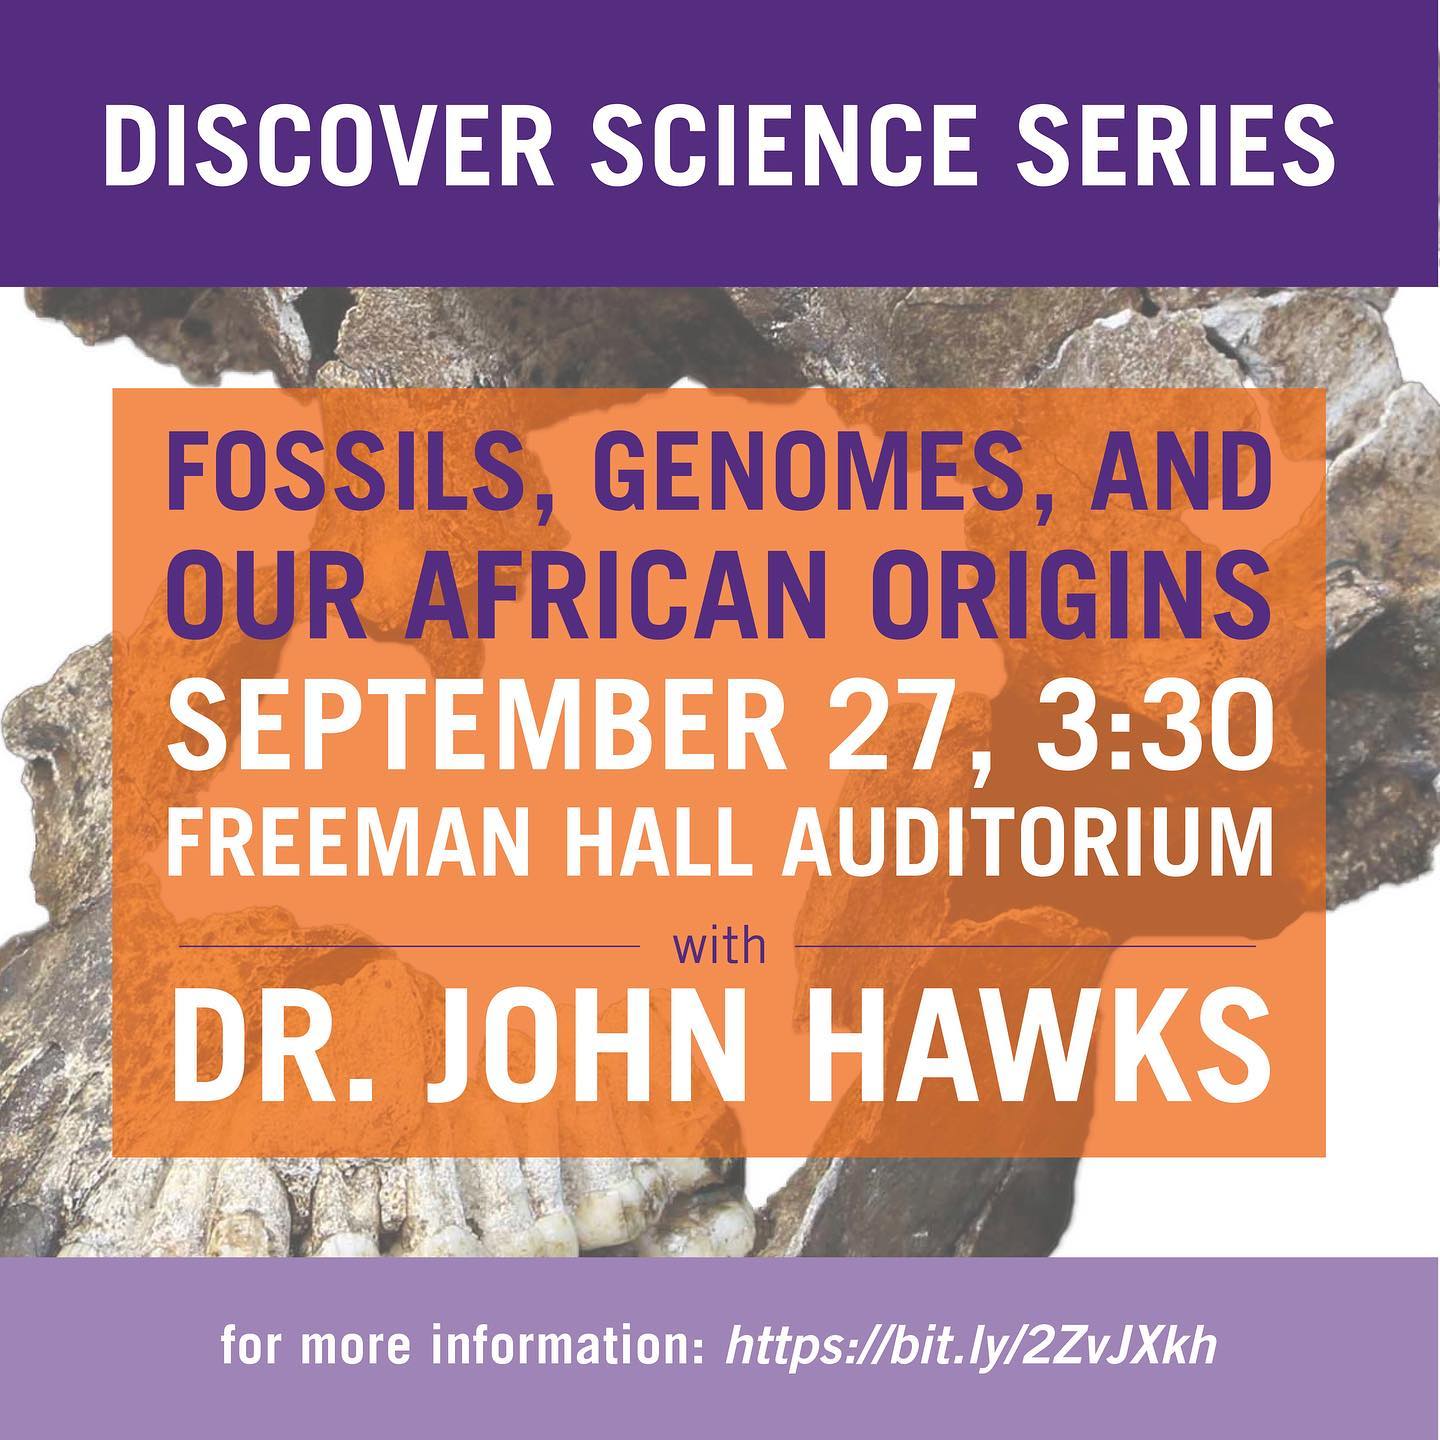 DISCOVER SCIENCE SERIES
FOSSILS, GENOMES, AND
OUR AFRICAN ORIGINS
SEPTEMBER 27, 3:30
FREEMAN HALL AUDITORIUM
with
DR. JOHN HAWKS
for more information: https://bit.ly/2ZvJXkh